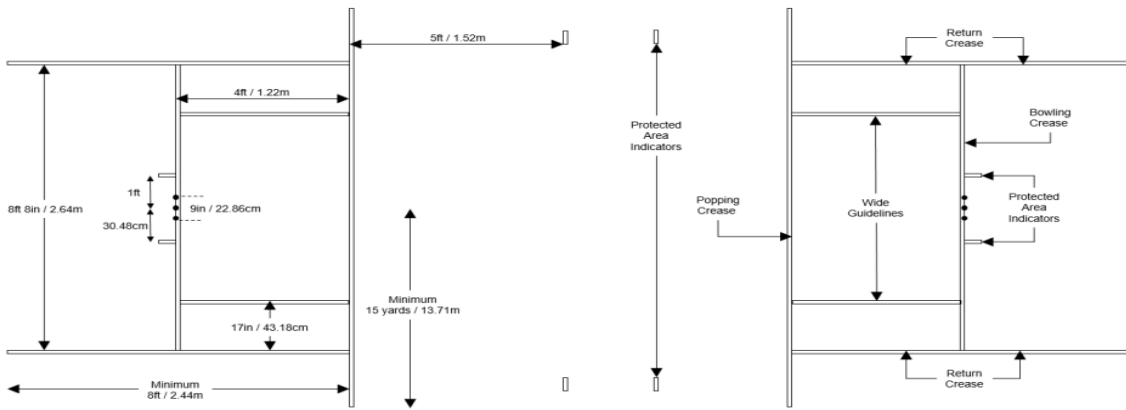 5ft / 1.52m
4ft / 1.22m
1ft
8ft 8in / 2.64m
9in / 22.86cm
30.48cm
Minimum
15 yards / 13.71m
17in / 43.18cm
Minimum
8ft / 2.44m
Return
Crease
Protected
Area
Indicators
Bowling
Crease
Popping
Crease
Wide
Guidelines
Protected
Area
Indicators
Return
Crease